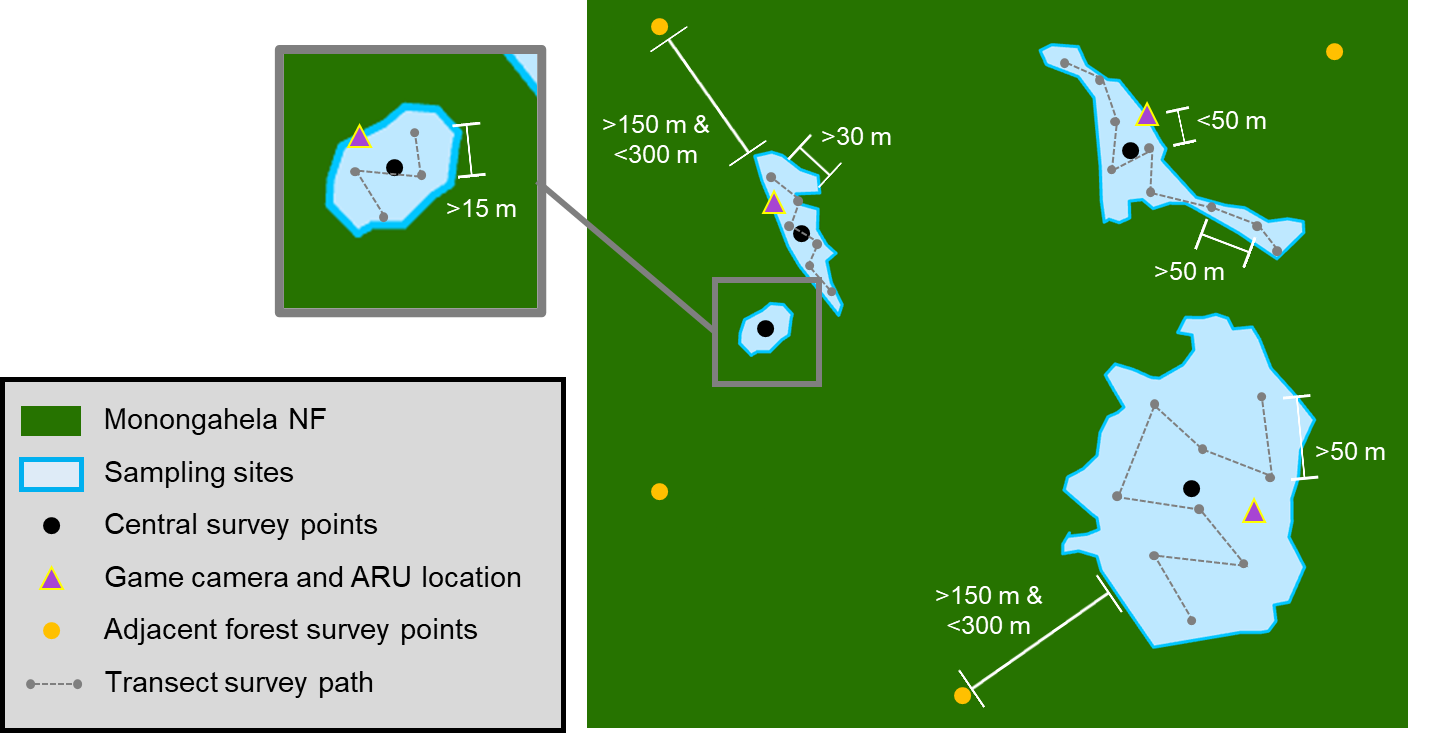 >150 m &
<300 m
>30 m
<50 m
>15 m
>50 m
>50 m
>150 m &
<300 m
Monongahela NF
Sampling sites
Central survey points
Game camera and ARU location
Adjacent forest survey points
Transect survey path